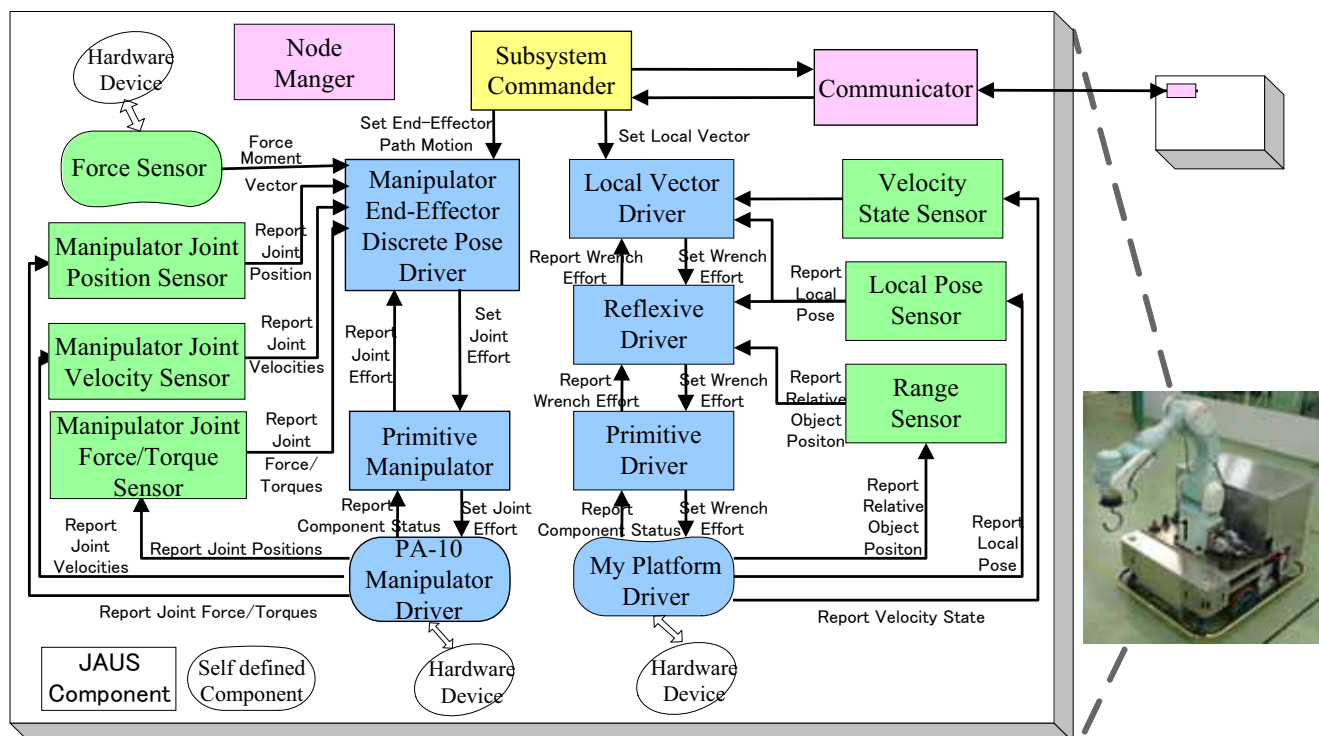 Hardware
Device
Node
Manger
Subsystem
Commander
Communicator
Force Sensor
Force
Moment
Vector
Set End-Effector
Path Motion
Set Local Vector
Manipulator
End-Effector
Discrete Pose
Driver
Local Vector
Driver
Velocity
State Sensor
Manipulator Joint
Position Sensor
Report
Joint
Position
Report Wrench
Effort
Set Wrench
Effort
Report
Local
Pose
Local Pose
Sensor
Manipulator Joint
Velocity Sensor
Report
Joint
Velocities
Report
Joint
Effort
Set
Joint
Effort
Reflexive
Driver
Report
Wrench Effort
Set Wrench
Effort
Report
Relative
Object
Positon
Range
Sensor
Manipulator Joint
Force/Torque
Sensor
Report
Joint
Force/
Torques
Primitive
Manipulator
Primitive
Driver
Report
Component Status
Set Joint
Effort
Report
Component Status
Set Wrench
Effort
Report
Relative
Object
Positon
Report
Local
Pose
Report
Joint
Velocities
Report Joint Positions
PA-10
Manipulator
Driver
My Platform
Driver
Report Joint Force/Torques
Report Velocity State
JAUS
Component
Self defined
Component
Hardware
Device
Hardware
Device